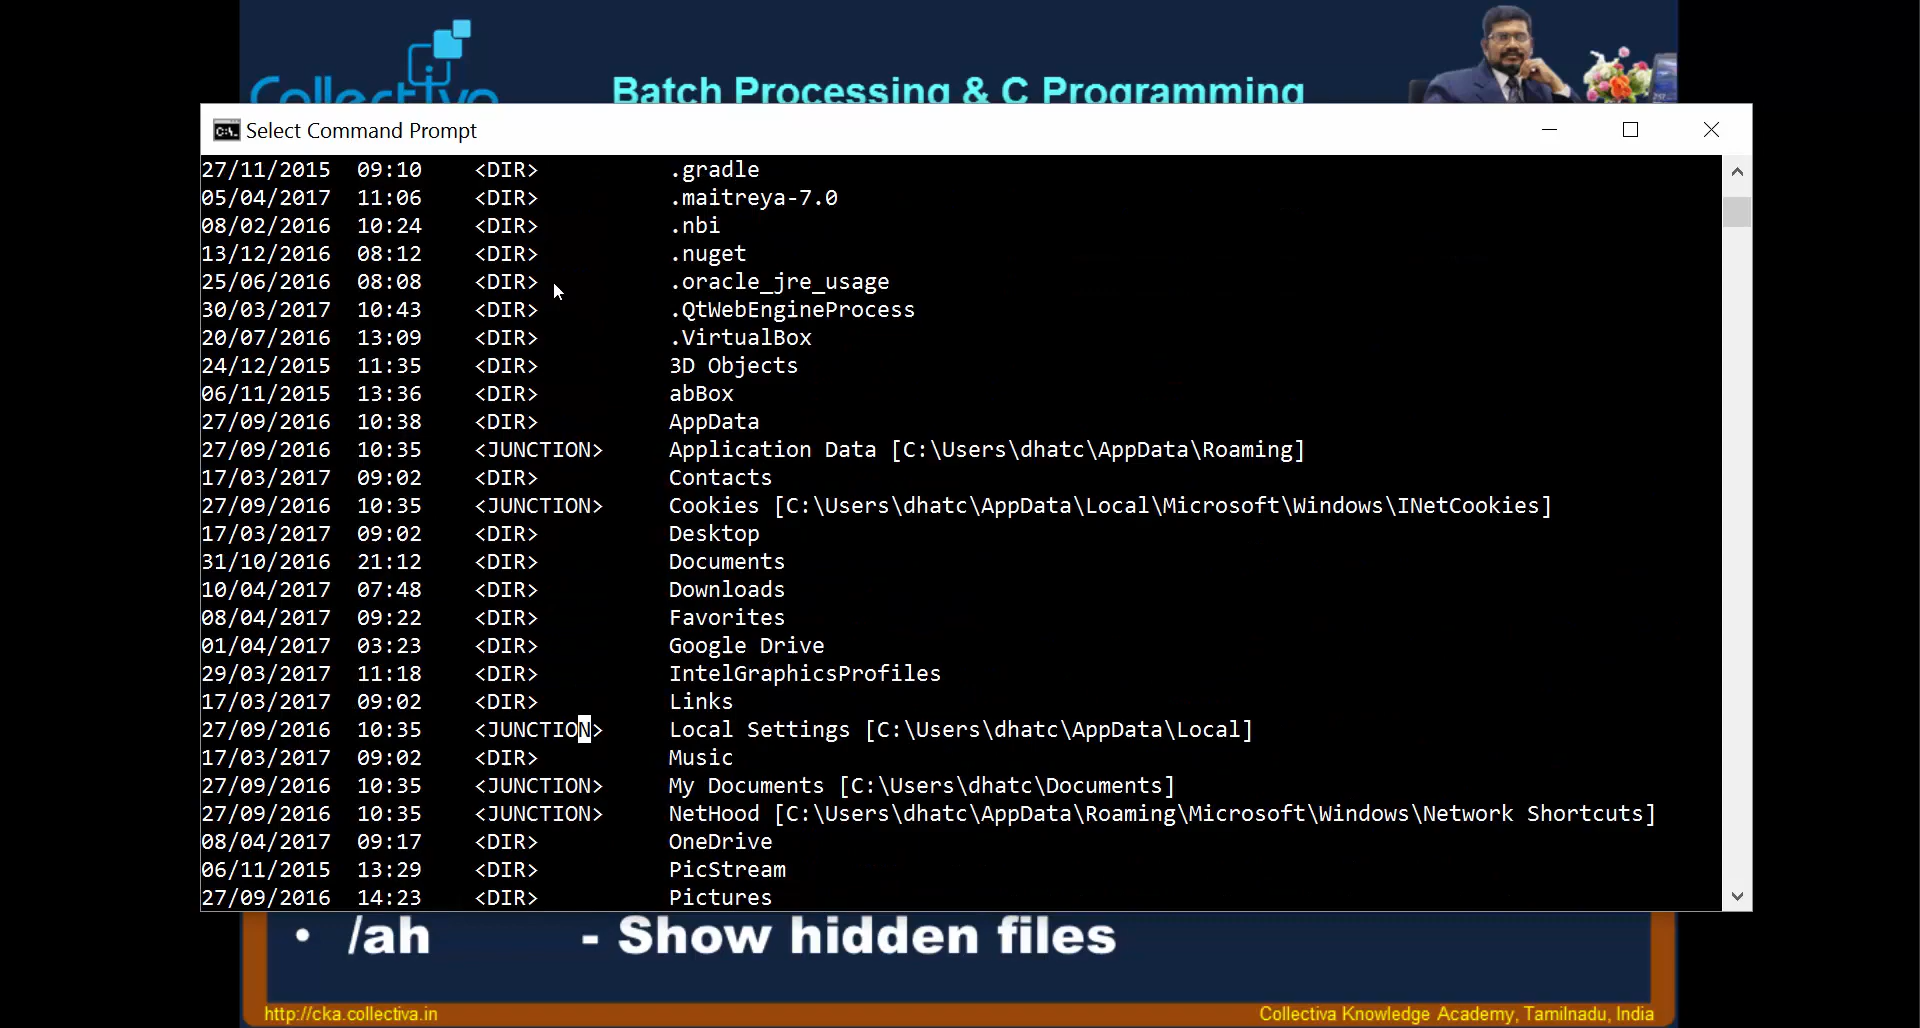 Collectiva
Batch Processing & C Programming
Select Command Prompt
27/11/2015  09:10    <DIR>          .gradle
05/04/2017  11:06    <DIR>          .maitreya-7.0
08/02/2016  10:24    <DIR>          .nbi
13/12/2016  08:12    <DIR>          .nuget
25/06/2016  08:08    <DIR>          .oracle_jre_usage
30/03/2017  10:43    <DIR>          .QtWebEngineProcess
20/07/2016  13:09    <DIR>          .VirtualBox
24/12/2015  11:35    <DIR>          3D Objects
06/11/2015  13:36    <DIR>          abBox
27/09/2016  10:38    <DIR>          AppData
27/09/2016  10:35    <JUNCTION>     Application Data [C:\Users\dhatc\AppData\Roaming]
17/03/2017  09:02    <DIR>          Contacts
27/09/2016  10:35    <JUNCTION>     Cookies [C:\Users\dhatc\AppData\Local\Microsoft\Windows\INetCookies]
17/03/2017  09:02    <DIR>          Desktop
31/10/2016  21:12    <DIR>          Documents
10/04/2017  07:48    <DIR>          Downloads
08/04/2017  09:22    <DIR>          Favorites
01/04/2017  03:23    <DIR>          Google Drive
29/03/2017  11:18    <DIR>          IntelGraphicsProfiles
17/03/2017  09:02    <DIR>          Links
27/09/2016  10:35    <JUNCTION>     Local Settings [C:\Users\dhatc\AppData\Local]
17/03/2017  09:02    <DIR>          Music
27/09/2016  10:35    <JUNCTION>     My Documents [C:\Users\dhatc\Documents]
27/09/2016  10:35    <JUNCTION>     NetHood [C:\Users\dhatc\AppData\Roaming\Microsoft\Windows\Network Shortcuts]
08/04/2017  09:17    <DIR>          OneDrive
06/11/2015  13:29    <DIR>          PicStream
27/09/2016  14:23    <DIR>          Pictures
• /ah - Show hidden files
http://cka.collectiva.in
Collectiva Knowledge Academy, Tamilnadu, India